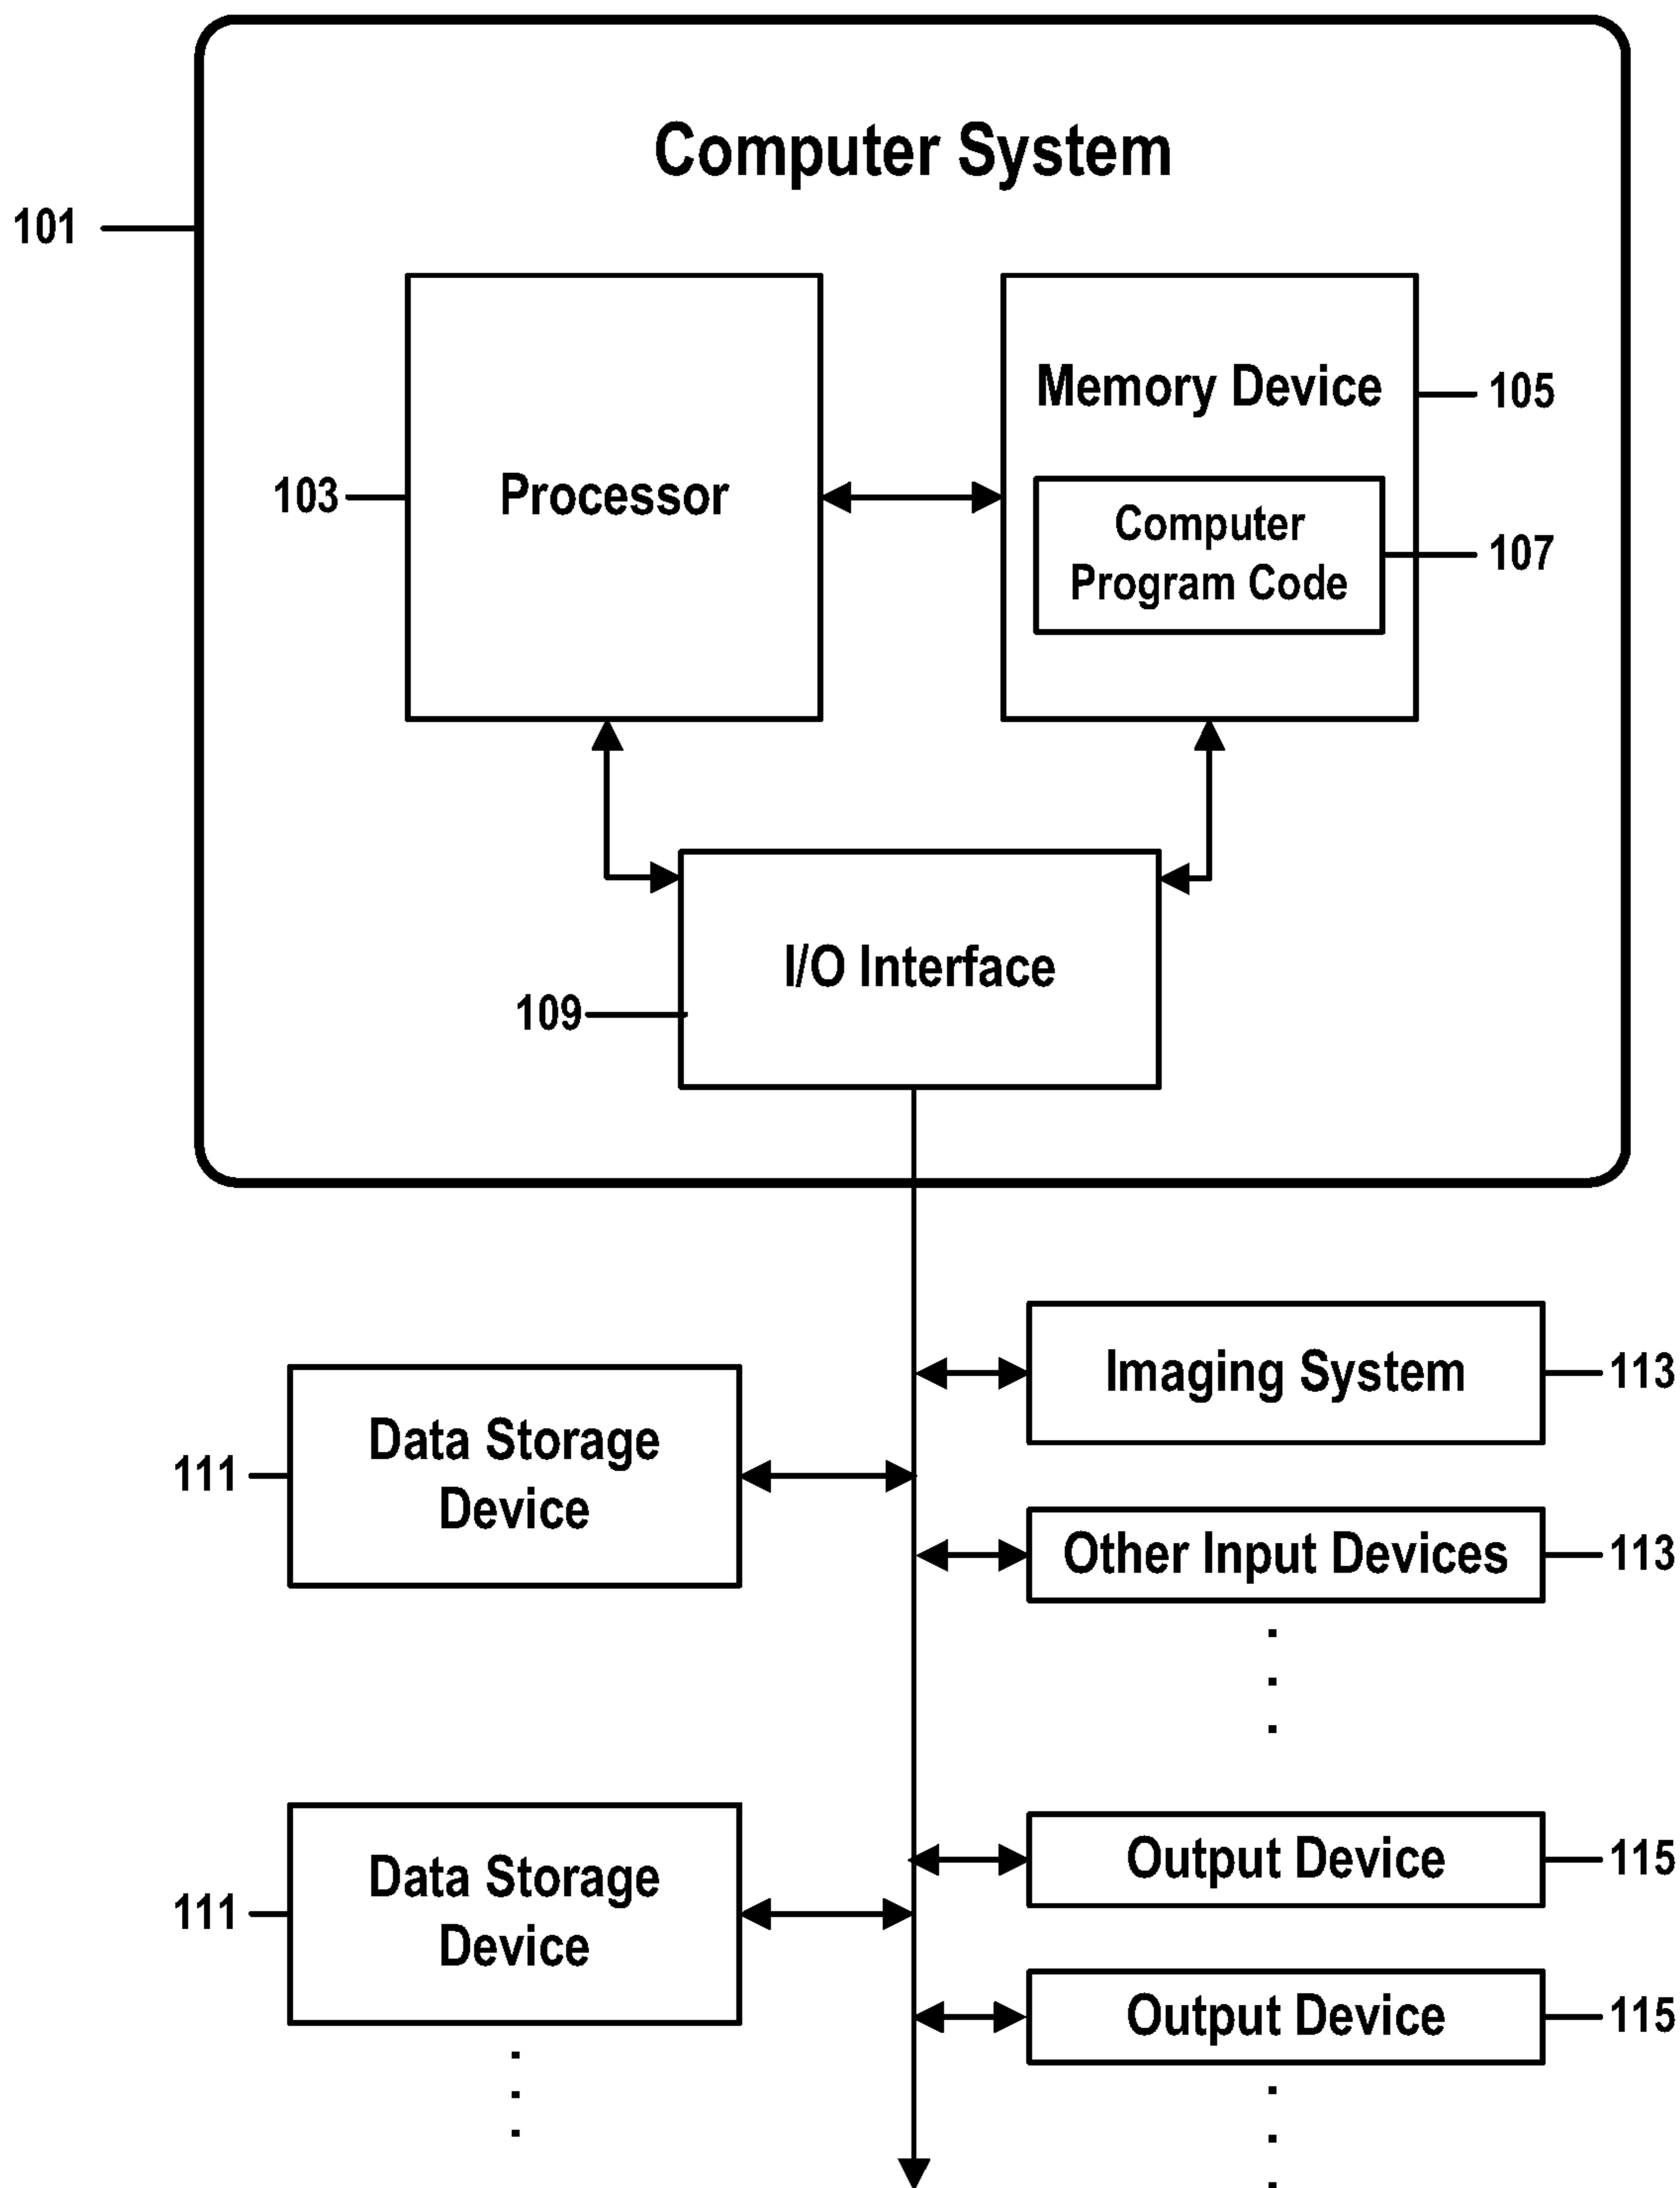 Computer System
101
Memory Device
105
103
Processor
Computer
Program Code
107
I/O Interface
109
Imaging System
113
Data Storage
Device
111
Other Input Devices
113
Output Device
115
Data Storage
Device
111
Output Device
115